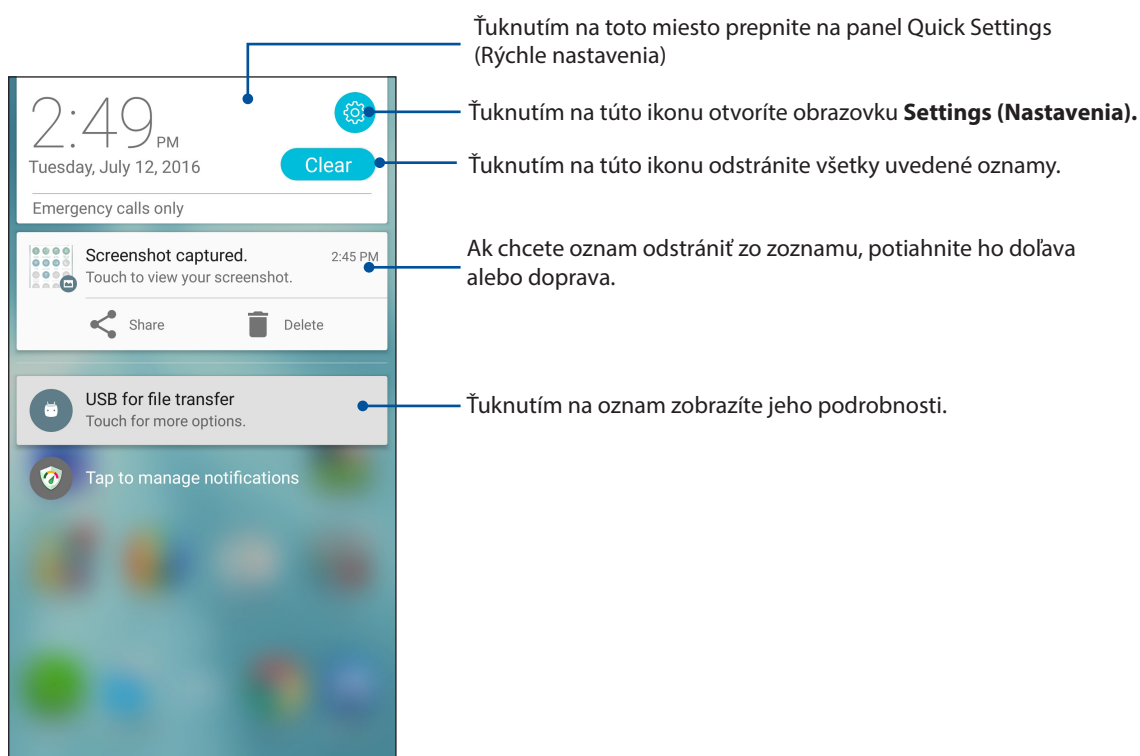 Ťuknutím na toto miesto prepnite na panel Quick Settings
(Rýchle nastavenia)
2:49 PM
Ťuknutím na túto ikonu otvoríte obrazovku Settings (Nastavenia).
Tuesday, July 12, 2016
Clear
Ťuknutím na túto ikonu odstránite všetky uvedené oznamy.
Emergency calls only
Screenshot captured.
2:45 PM
Touch to view your screenshot.
Ak chcete oznam odstrániť zo zoznamu, potiahnite ho doľava
alebo doprava.
Share
Delete
USB for file transfer
Touch for more options.
Ťuknutím na oznam zobrazíte jeho podrobnosti.
Tap to manage notifications